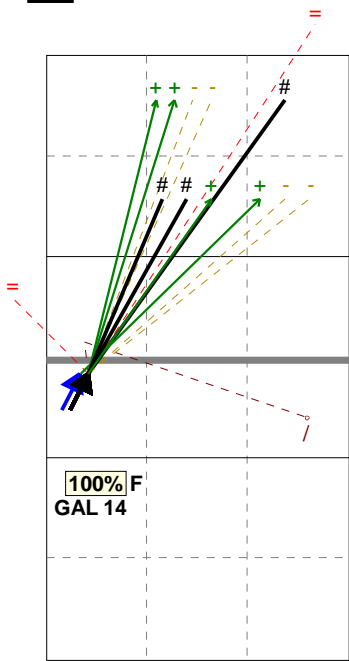 =
+ + - -
#
# # + + - -
=
/
100% F
GAL 14